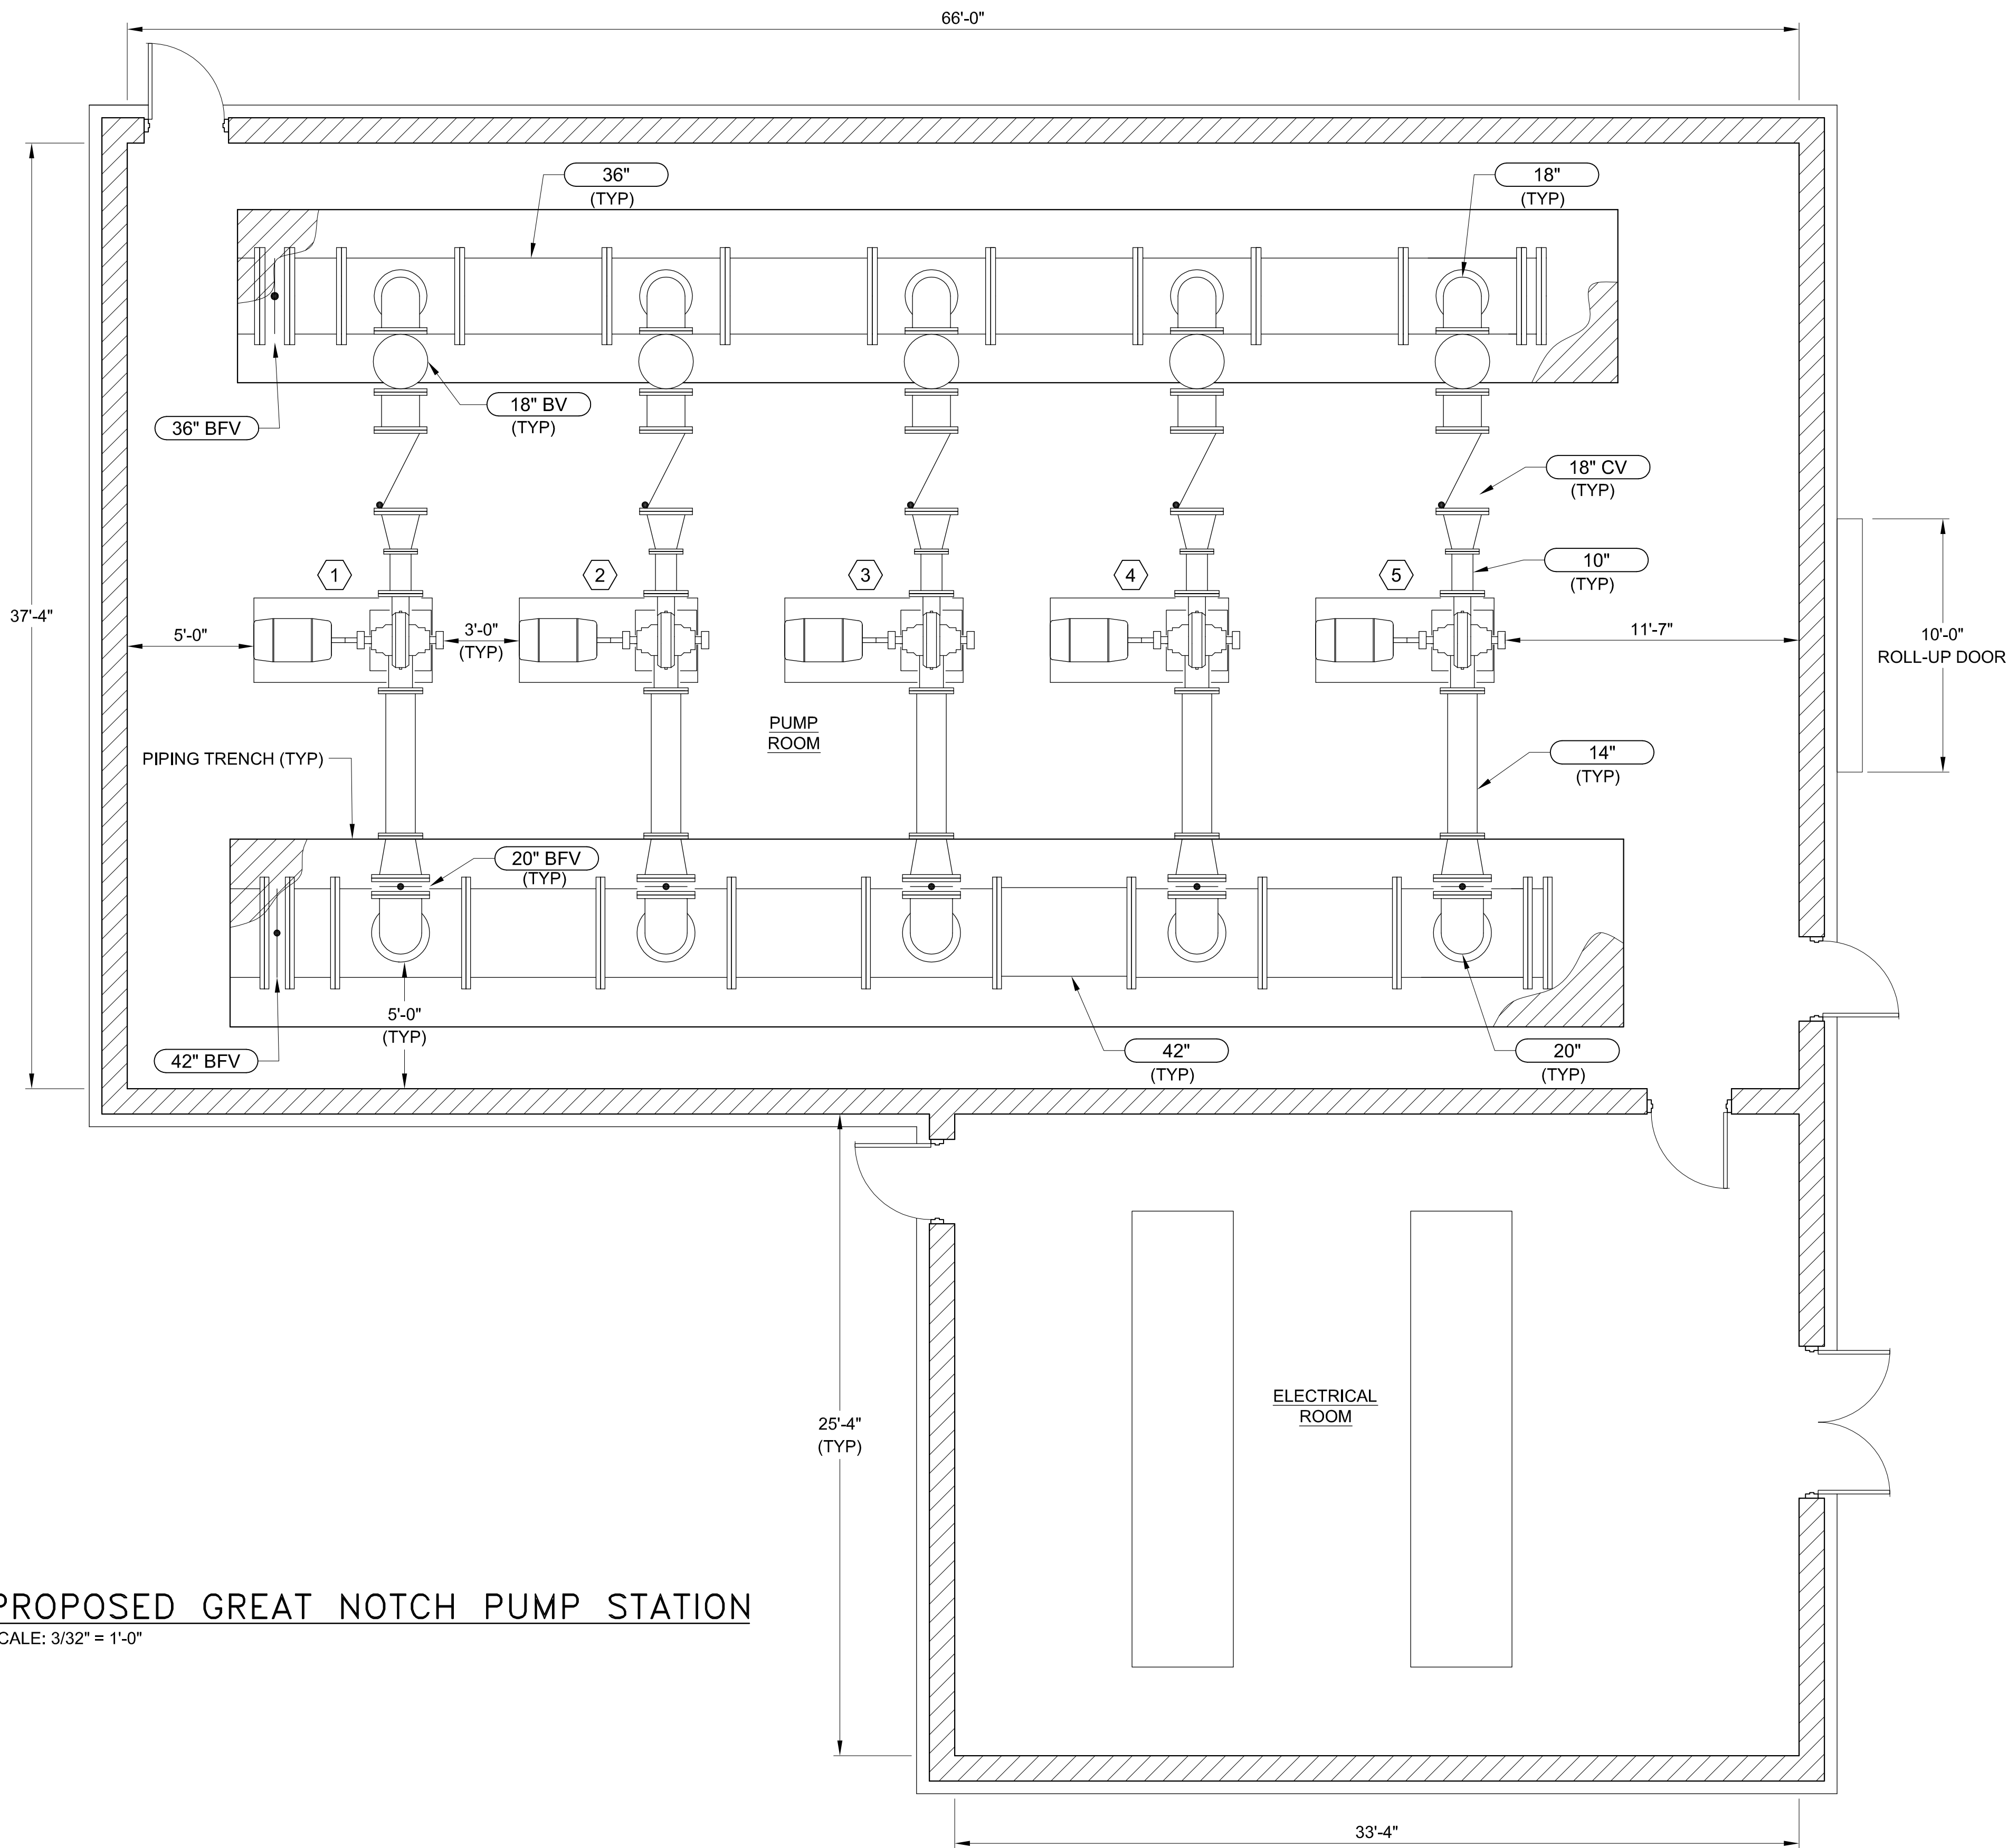 66'-0"
36"
(TYP)
18"
(TYP)
36" BFV
18" BV
(TYP)
18" CV
(TYP)
10"
(TYP)
1
2
3
4
5
37'-4"
5'-0"
3'-0"
(TYP)
11'-7"
10'-0"
ROLL-UP DOOR
PUMP
ROOM
PIPING TRENCH (TYP)
14"
(TYP)
20" BFV
(TYP)
5'-0"
(TYP)
42" BFV
42"
(TYP)
20"
(TYP)
25'-4"
(TYP)
ELECTRICAL
ROOM
PROPOSED GREAT NOTCH PUMP STATION
CALE: 3/32" = 1'-0"
33'-4"